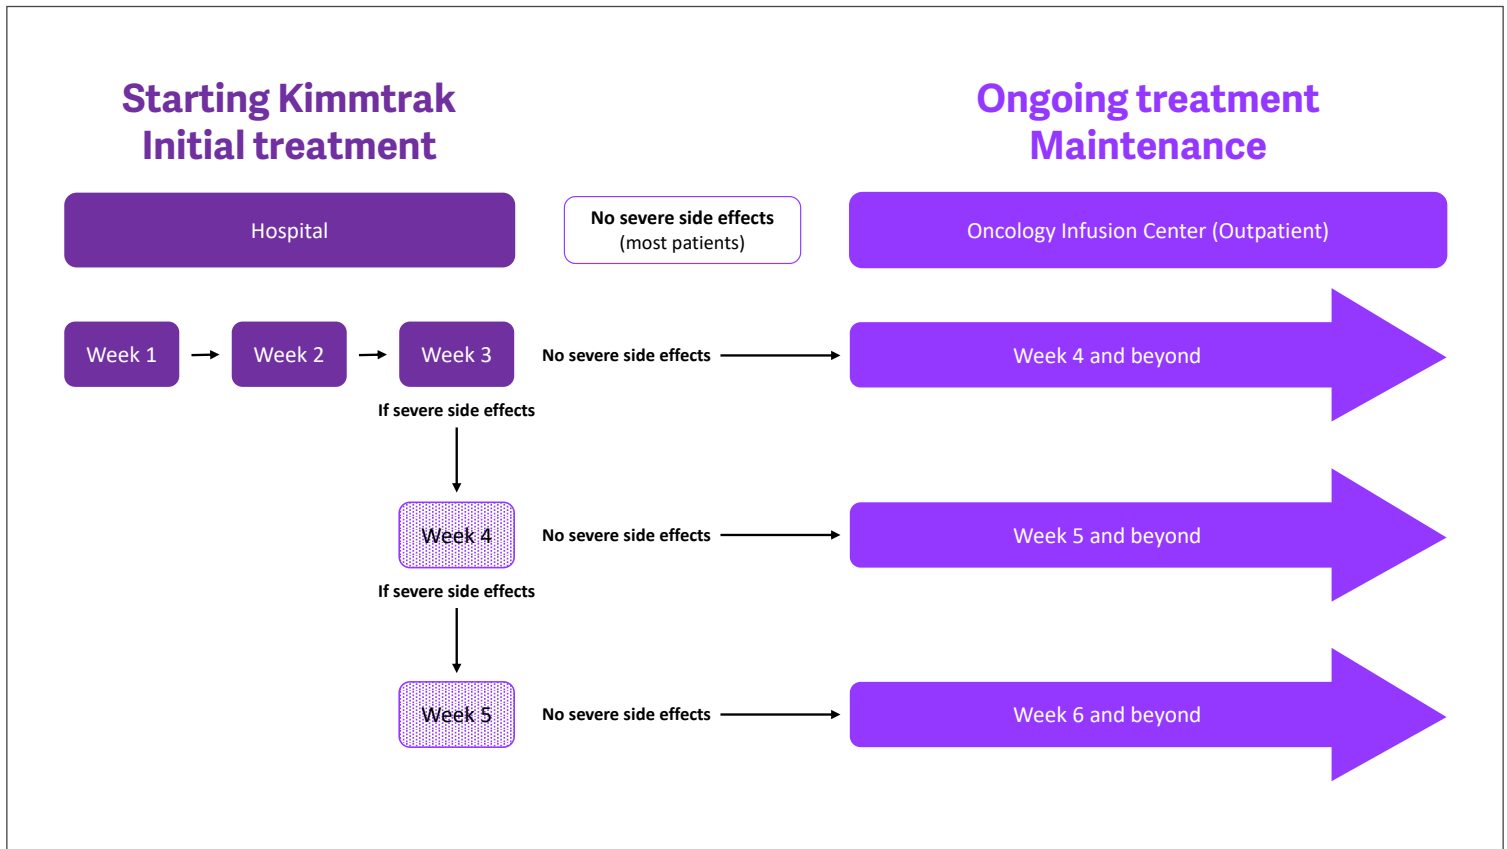 Starting Kimmtrak
Initial treatment
Ongoing treatment
Maintenance
Hospital
No severe side effects
(most patients)
Oncology Infusion Center (Outpatient)
Week 1
Week 2
Week 3
No severe side effects
Week 4 and beyond
If severe side effects
Week 4
No severe side effects
Week 5 and beyond
If severe side effects
Week 5
No severe side effects
Week 6 and beyond